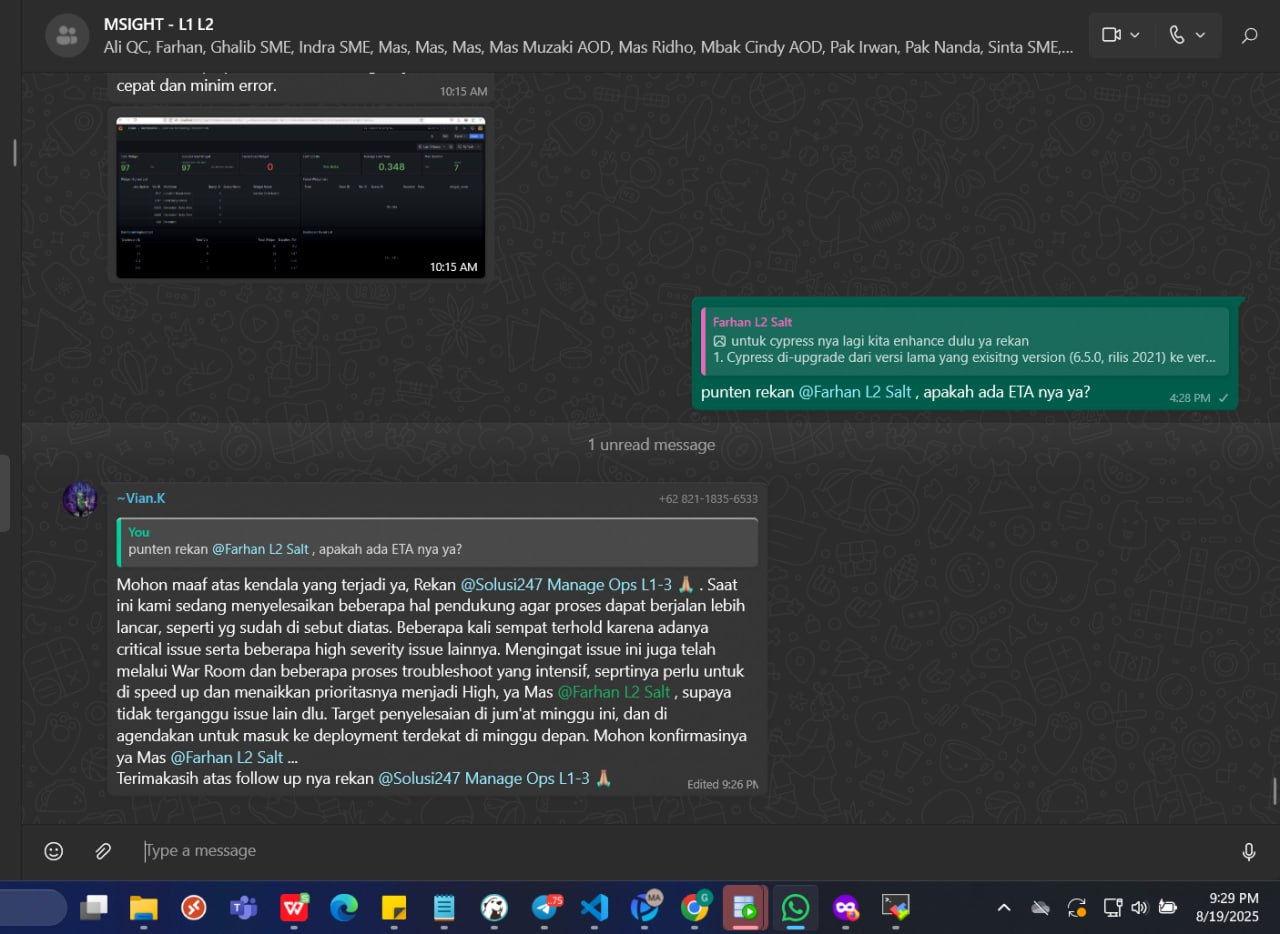 MSIGHT - L1 L2
Ali QC, Farhan, Ghalib SME, Indra SME, Mas, Mas, Mas, Mas Muzaki AOD, Mas Ridho, Mbak Cindy AOD, Pak Irwan, Pak Nanda, Sinta SME,...
cepat dan minim error.
10:15 AM
97
97
0
0.348
7
10:15 AM
Farhan L2 Salt
untuk cypress nya lagi kita enhance dulu ya rekan
1. Cypress di-upgrade dari versi lama yang exisitng version (6.5.0, rilis 2021) ke ver...
punten rekan @Farhan L2 Salt , apakah ada ETA nya ya?
4:28 PM
1 unread message
~Vian.K
+62 821-1835-6533
You
punten rekan @Farhan L2 Salt , apakah ada ETA nya ya?
Mohon maaf atas kendala yang terjadi ya, Rekan @Solusi247 Manage Ops L1-3 🙏🏼 . Saat
ini kami sedang menyelesaikan beberapa hal pendukung agar proses dapat berjalan lebih
lancar, seperti yg sudah di sebut diatas. Beberapa kali sempat terhold karena adanya
critical issue serta beberapa high severity issue lainnya. Mengingat issue ini juga telah
melalui War Room dan beberapa proses troubleshoot yang intensif, seprtinya perlu untuk
di speed up dan menaikkan prioritasnya menjadi High, ya Mas @Farhan L2 Salt , supaya
tidak terganggu issue lain dlu. Target penyelesaian di jum'at minggu ini, dan di
agendakan untuk masuk ke deployment terdekat di minggu depan. Mohon konfirmasinya
ya Mas @Farhan L2 Salt ...
Terimakasih atas follow up nya rekan @Solusi247 Manage Ops L1-3 🙏🏼
Edited 9:26 PM
Type a message
75
MA
G
9:29 PM
8/19/2025